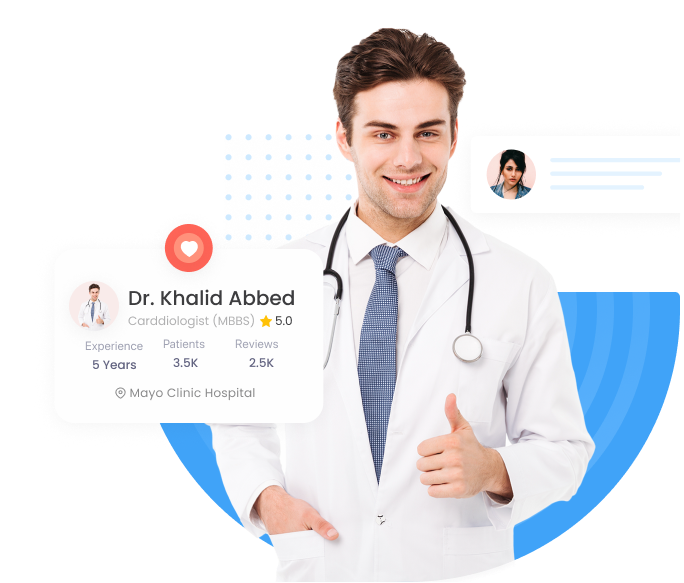 Dr. Khalid Abbed
Carddiologist (MBBS) 5.0
Experience Patients Reviews
5 Years 3.5K 2.5K
Mayo Clinic Hospital